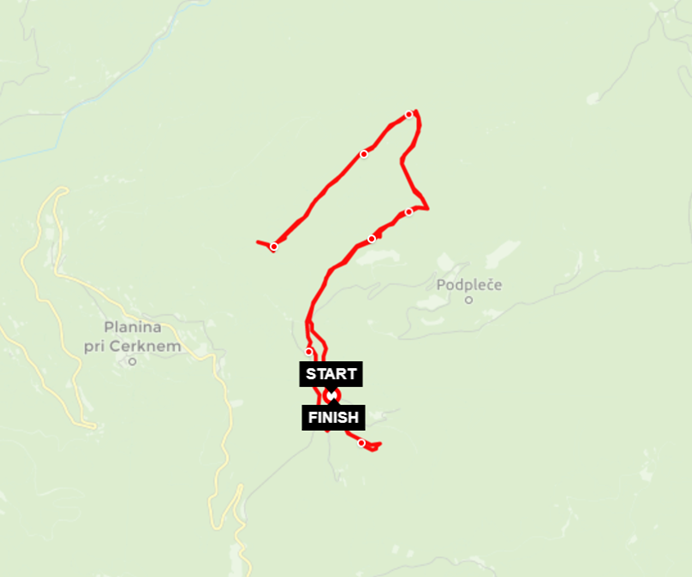 Podpleče
Planina
pri Cerknem
START
FINISH